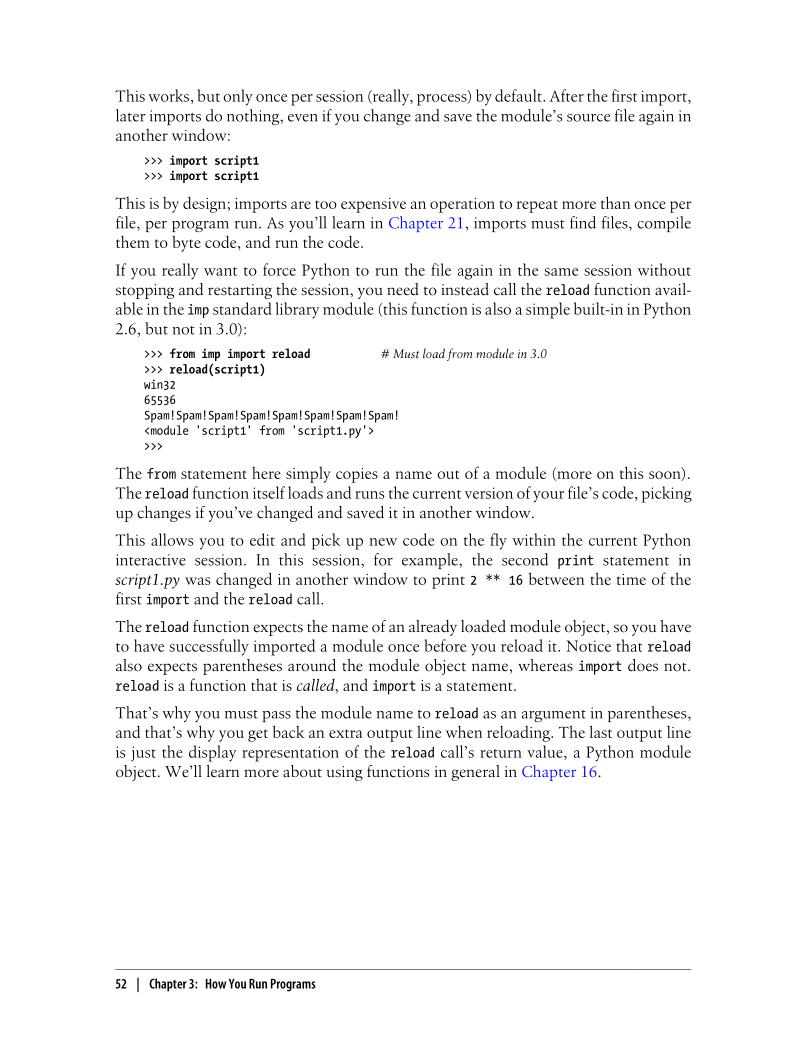 This works, but only once per session (really, process) by default. After the first import,
later imports do nothing, even if you change and save the module’s source file again in
another window:
>>> import script1
>>> import script1
This is by design; imports are too expensive an operation to repeat more than once per
file, per program run. As you’ll learn in Chapter 21, imports must find files, compile
them to byte code, and run the code.
If you really want to force Python to run the file again in the same session without
stopping and restarting the session, you need to instead call the reload function avail-
able in the imp standard library module (this function is also a simple built-in in Python
2.6, but not in 3.0):
>>> from imp import reload # Must load from module in 3.0
>>> reload(script1)
win32
65536
Spam!Spam!Spam!Spam!Spam!Spam!Spam!Spam!
<module 'script1' from 'script1.py'>
>>>
The from statement here simply copies a name out of a module (more on this soon).
The reload function itself loads and runs the current version of your file’s code, picking
up changes if you’ve changed and saved it in another window.
This allows you to edit and pick up new code on the fly within the current Python
interactive session. In this session, for example, the second print statement in
script1.py was changed in another window to print 2 ** 16 between the time of the
first import and the reload call.
The reload function expects the name of an already loaded module object, so you have
to have successfully imported a module once before you reload it. Notice that reload
also expects parentheses around the module object name, whereas import does not.
reload is a function that is called, and import is a statement.
That’s why you must pass the module name to reload as an argument in parentheses,
and that’s why you get back an extra output line when reloading. The last output line
is just the display representation of the reload call’s return value, a Python module
object. We’ll learn more about using functions in general in Chapter 16.
52 | Chapter 3: How You Run Programs